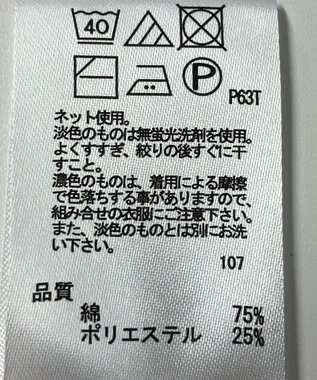 40
P
P63T
ネット使用。
淡色のものは無蛍光洗剤を使用。
よくすすぎ、絞りの後すぐに干
すこと。
濃色のものは、着用による摩擦
で色落ちする事がありますので、
組み合せの衣服にご注意下さい。
また、淡色のものとは別にお洗
い下さい。
107
品質
綿 75%
ポリエステル 25%